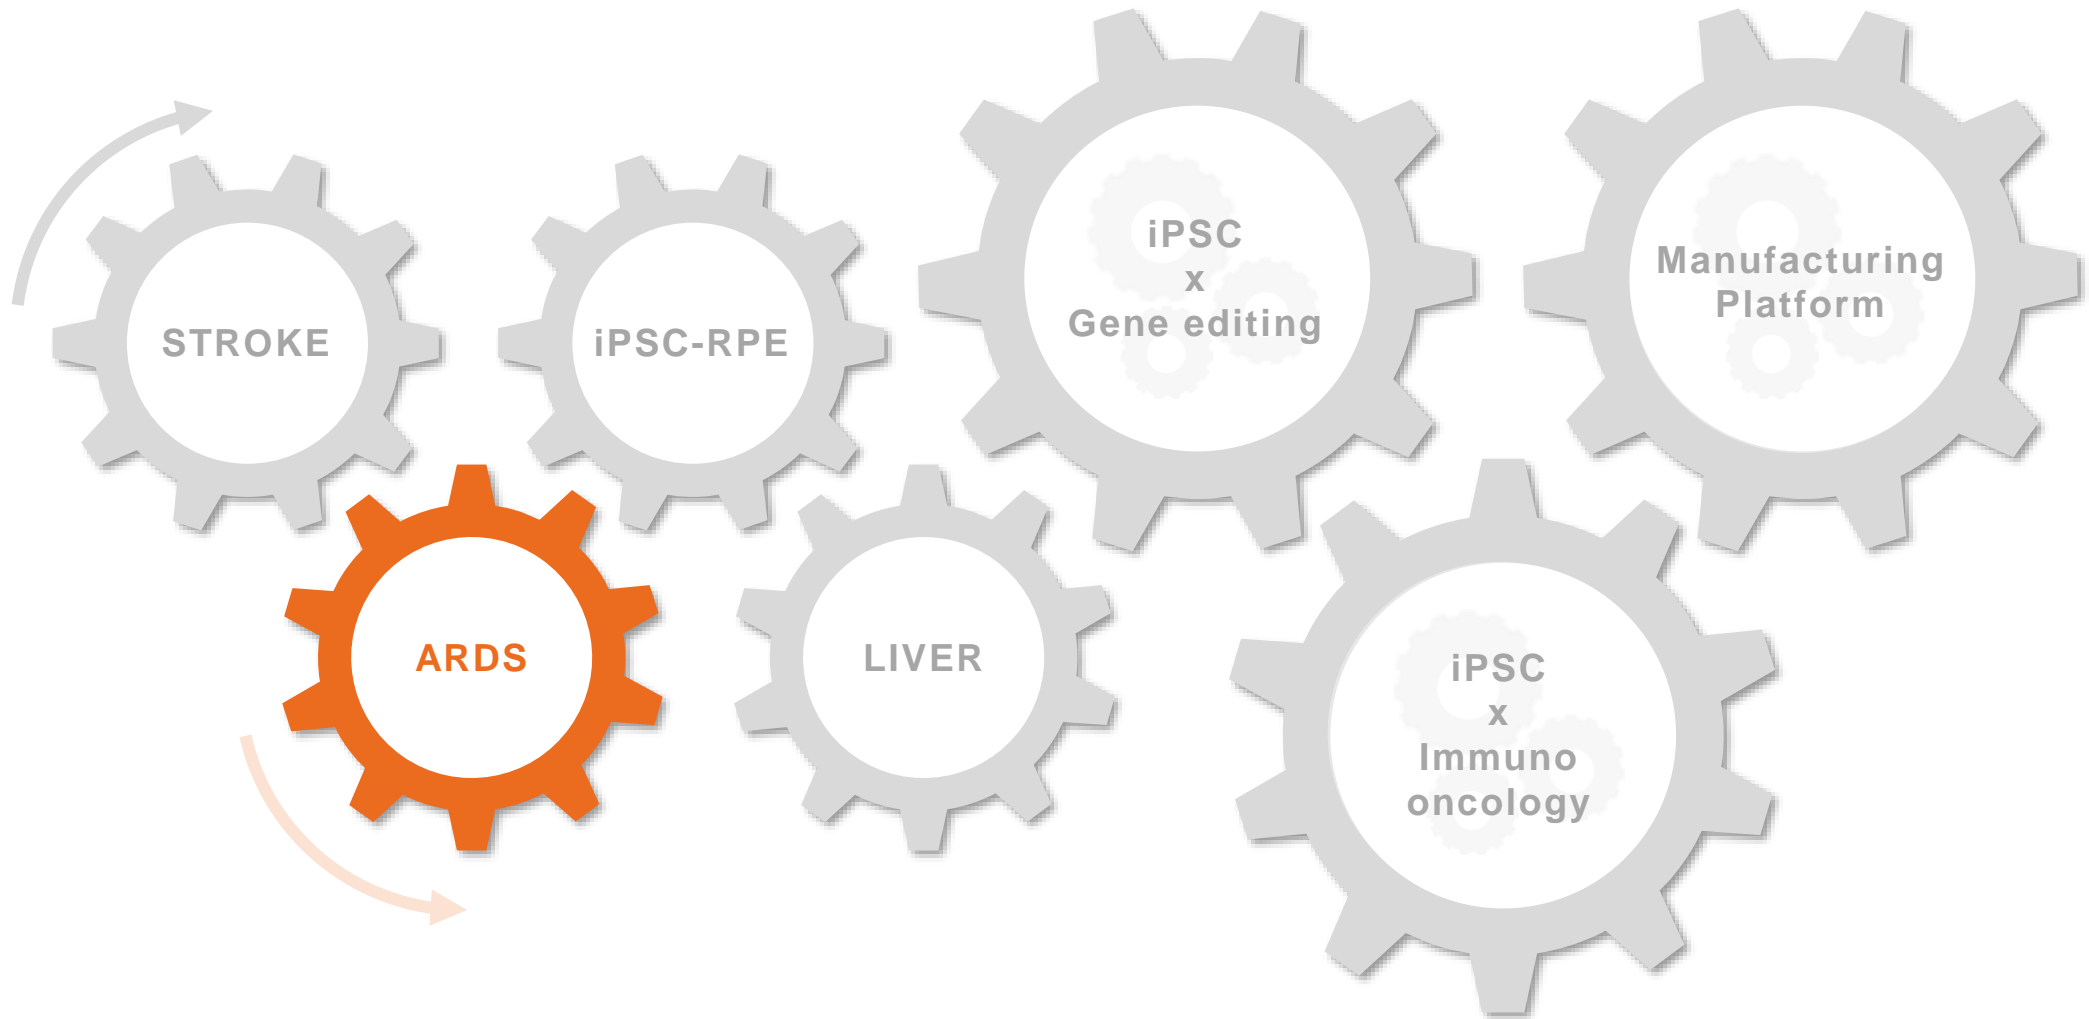 STROKE
iPSC-RPE
iPSC
x
Gene editing
Manufacturing
Platform
ARDS
LIVER
iPSC
x
Immuno
oncology